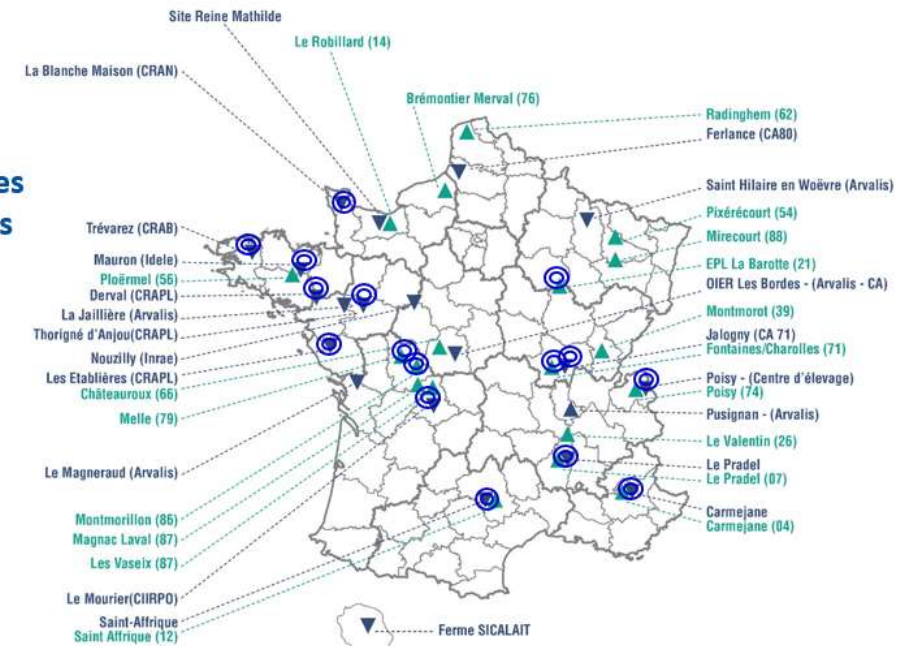 Site Reine Mathilde
Le Robillard (14)
La Blanche Maison (CRAN)
Brémontier Merval (76)
Radinghem (62)
Ferlance (CA80)
es
s
Saint Hilaire en Woëvre (Arvalis)
Pixérécourt (54)
Mirecourt (88)
EPL La Barotte (21)
OIER Les Bordes - (Arvalis - CA)
Montmorot (39)
Jalogny (CA 71)
Fontaines/Charolles (71)
Poisy - (Centre d'élevage)
Poisy (74)
Pusignan - (Arvalis)
Le Valentin (26)
Le Pradel
Le Pradel (07)
Carmejane
Carmejane (04)
Trévarez (CRAB)
Mauron (Idele)
Ploërmel (56)
Derval (CRAPL)
La Jaillière (Arvalis)
Thorigné d'Anjou(CRAPL)
Nouzilly (Inrae)
Les Etablières (CRAPL)
Châteauroux (66)
Melle (79)
Le Magneraud (Arvalis)
Montmorillon (86)
Magnac Laval (87)
Les Vaseix (87)
Le Mourier(CIIRPO)
Saint-Affrique
Saint Affrique (12)
Ferme SICALAIT